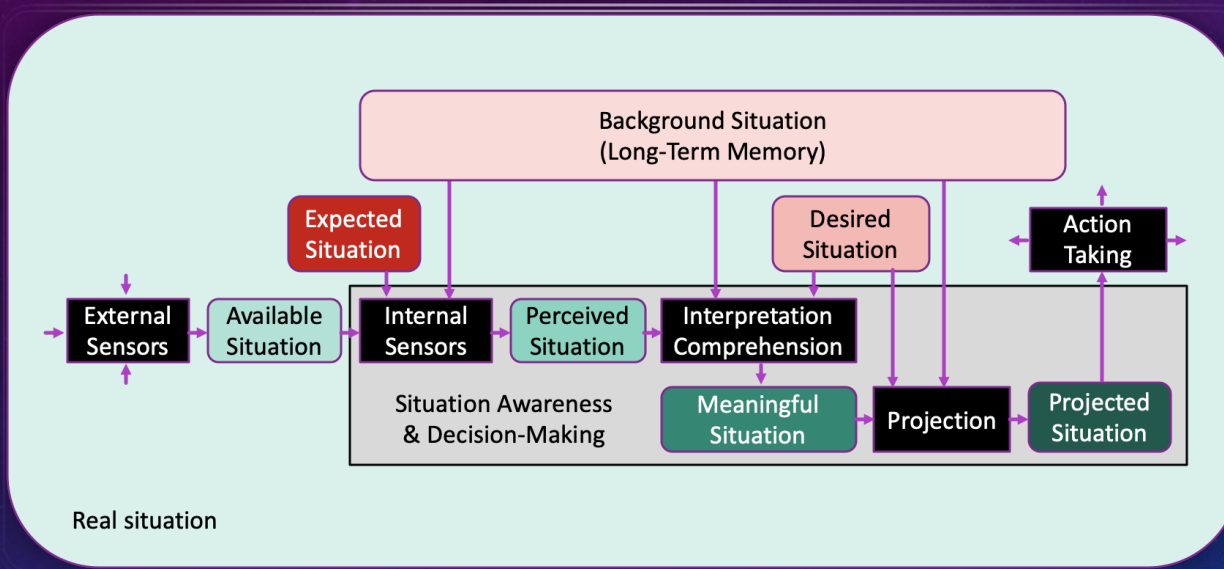 Background Situation
(Long-Term Memory)
Expected
Situation
Desired
Situation
Action
Taking
External
Sensors
Available
Situation
Internal
Sensors
Perceived
Situation
Interpretation
Comprehension
Situation Awareness
& Decision-Making
Meaningful
Situation
Projection
Projected
Situation
Real situation